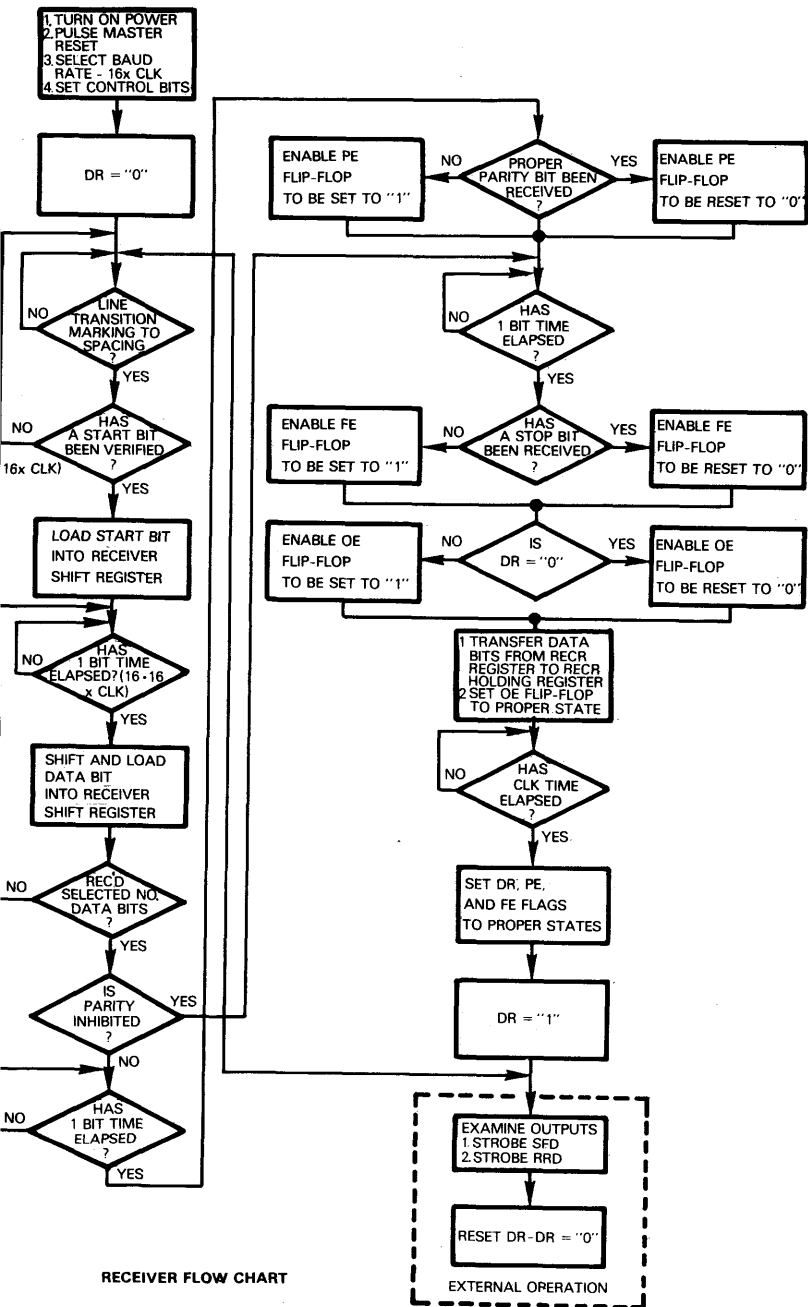 1. TURN ON POWER
2. PULSE MASTER
RESET
3. SELECT BAUD
RATE - 16x CLK
4. SET CONTROL BITS
DR = "0"
NO
LINE
TRANSITION
MARKING TO
SPACING
?
YES
NO
HAS
A START BIT
BEEN VERIFIED
?
16x CLK)
YES
LOAD START BIT
INTO RECEIVER
SHIFT REGISTER
NO
HAS
1 BIT TIME
ELAPSED?(16-16
x CLK)
YES
SHIFT AND LOAD
DATA BIT
INTO RECEIVER
SHIFT REGISTER
NO
REC'D
SELECTED NO.
DATA BITS
?
YES
IS
PARITY
INHIBITED
?
YES
NO
NO
HAS
1 BIT TIME
ELAPSED
?
YES
ENABLE PE
FLIP-FLOP
TO BE SET TO "1"
NO
PROPER
PARITY BIT BEEN
RECEIVED
?
YES
ENABLE PE
FLIP-FLOP
TO BE RESET TO "0"
NO
HAS
1 BIT TIME
ELAPSED
?
YES
ENABLE FE
FLIP-FLOP
TO BE SET TO "1"
NO
HAS
A STOP BIT
BEEN RECEIVED
?
YES
ENABLE FE
FLIP-FLOP
TO BE RESET TO "0"
ENABLE OE
FLIP-FLOP
TO BE SET TO "1"
NO
IS
DR = "0"
YES
ENABLE OE
FLIP-FLOP
TO BE RESET TO "0"
1 TRANSFER DATA
BITS FROM RECR
REGISTER TO RECR
HOLDING REGISTER
2 SET OE FLIP-FLOP
TO PROPER STATE
NO
HAS
CLK TIME
ELAPSED
?
YES
SET DR, PE,
AND FE FLAGS
TO PROPER STATES
DR = "1"
EXAMINE OUTPUTS
1. STROBE SFD
2. STROBE RRD
RESET DR-DR = "0"
EXTERNAL OPERATION
RECEIVER FLOW CHART